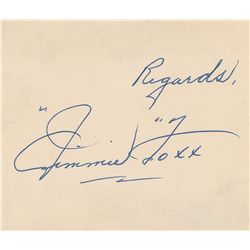 Regards,
"Jimmie" Foxx